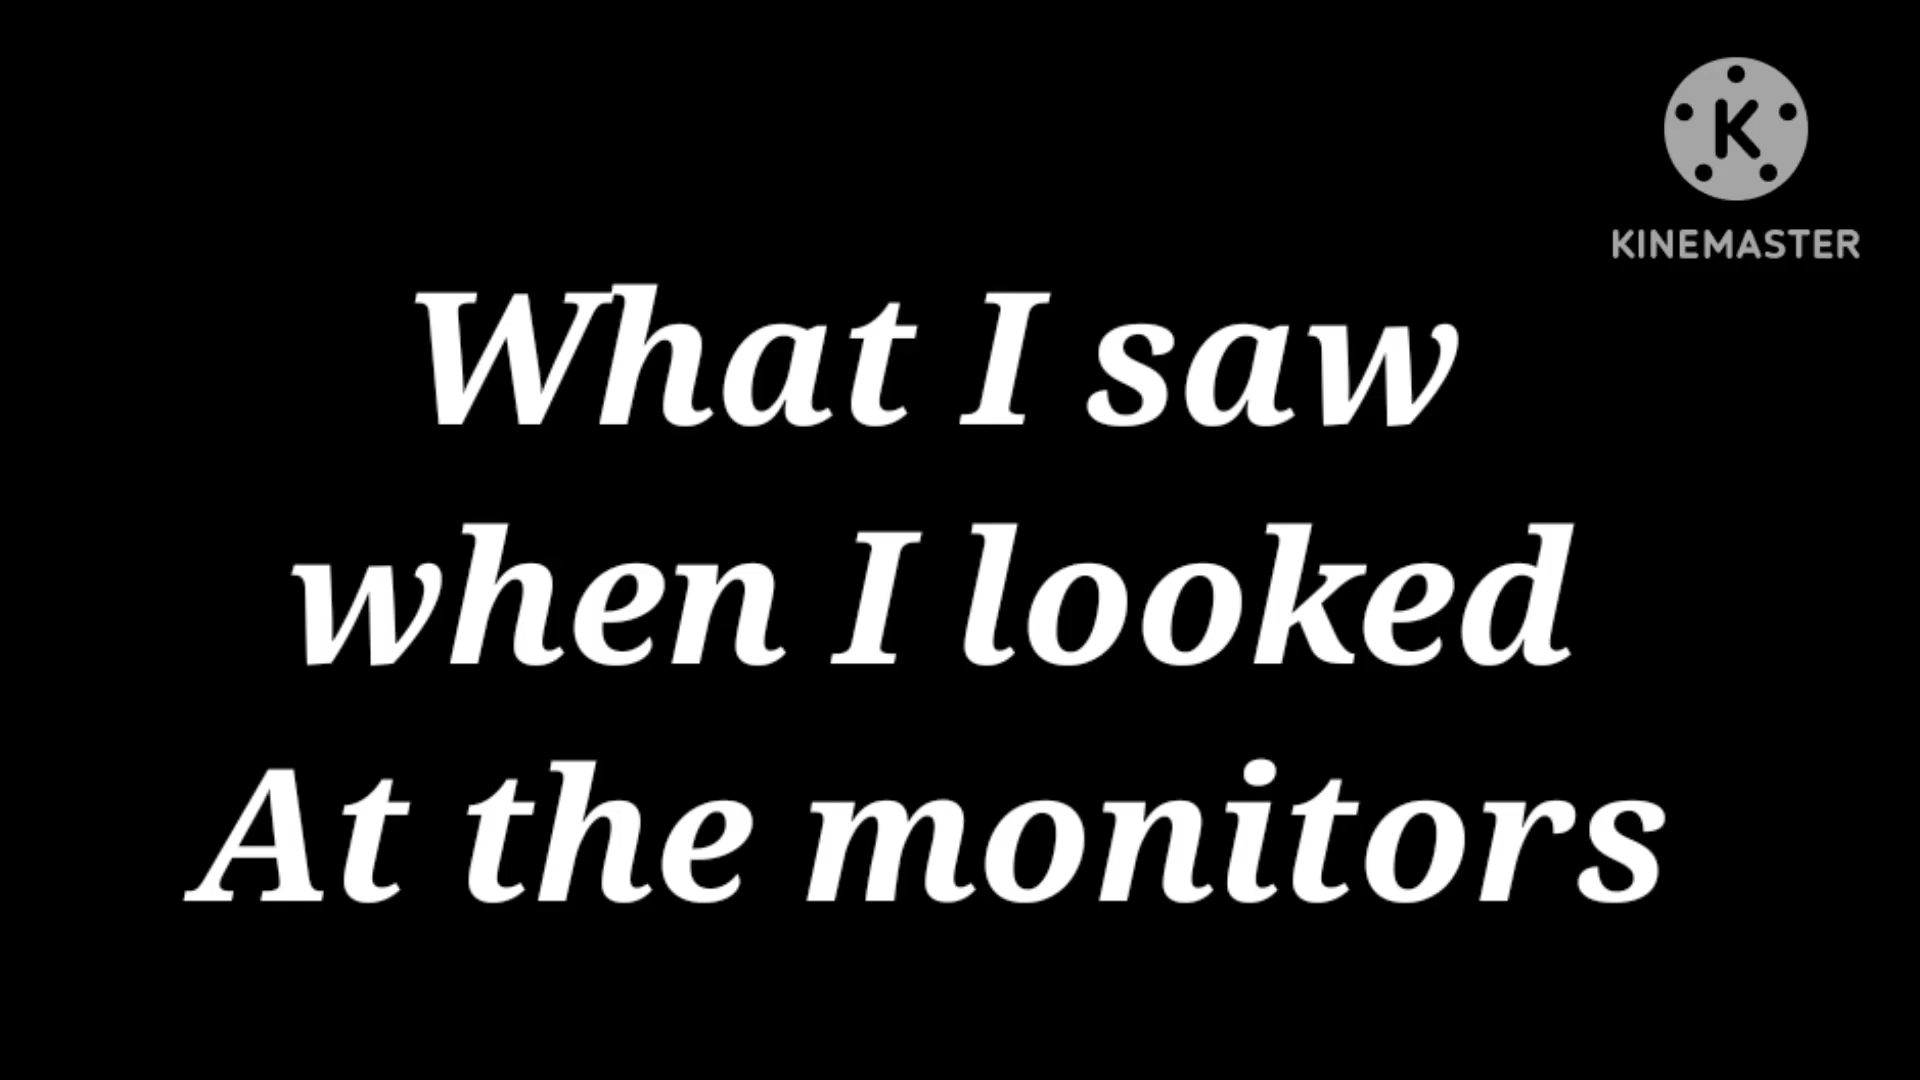 K
KINEMASTER
What I saw
when I looked
At the monitors